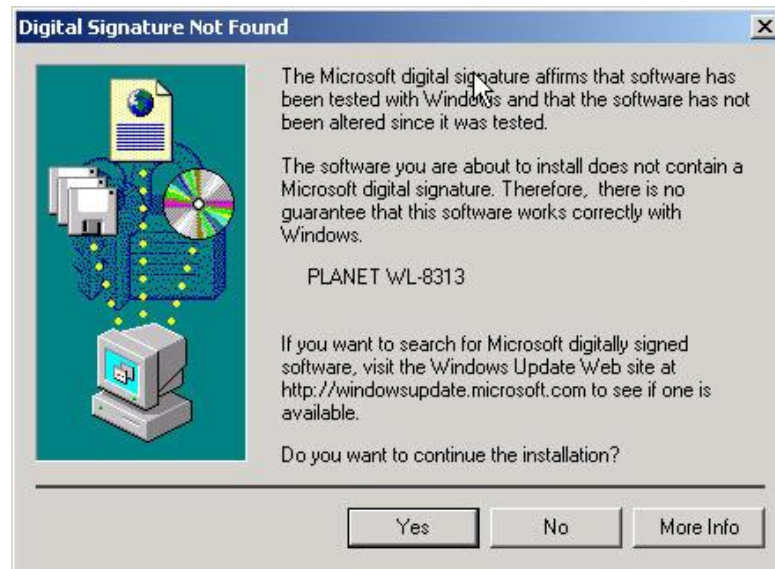 Digital Signature Not Found
The Microsoft digital signature affirms that software has
been tested with Windows and that the software has not
been altered since it was tested.
The software you are about to install does not contain a
Microsoft digital signature. Therefore, there is no
guarantee that this software works correctly with
Windows.
PLANET WL-8313
If you want to search for Microsoft digitally signed
software, visit the Windows Update Web site at
http://windowsupdate.microsoft.com to see if one is
available.
Do you want to continue the installation?
Yes No More Info